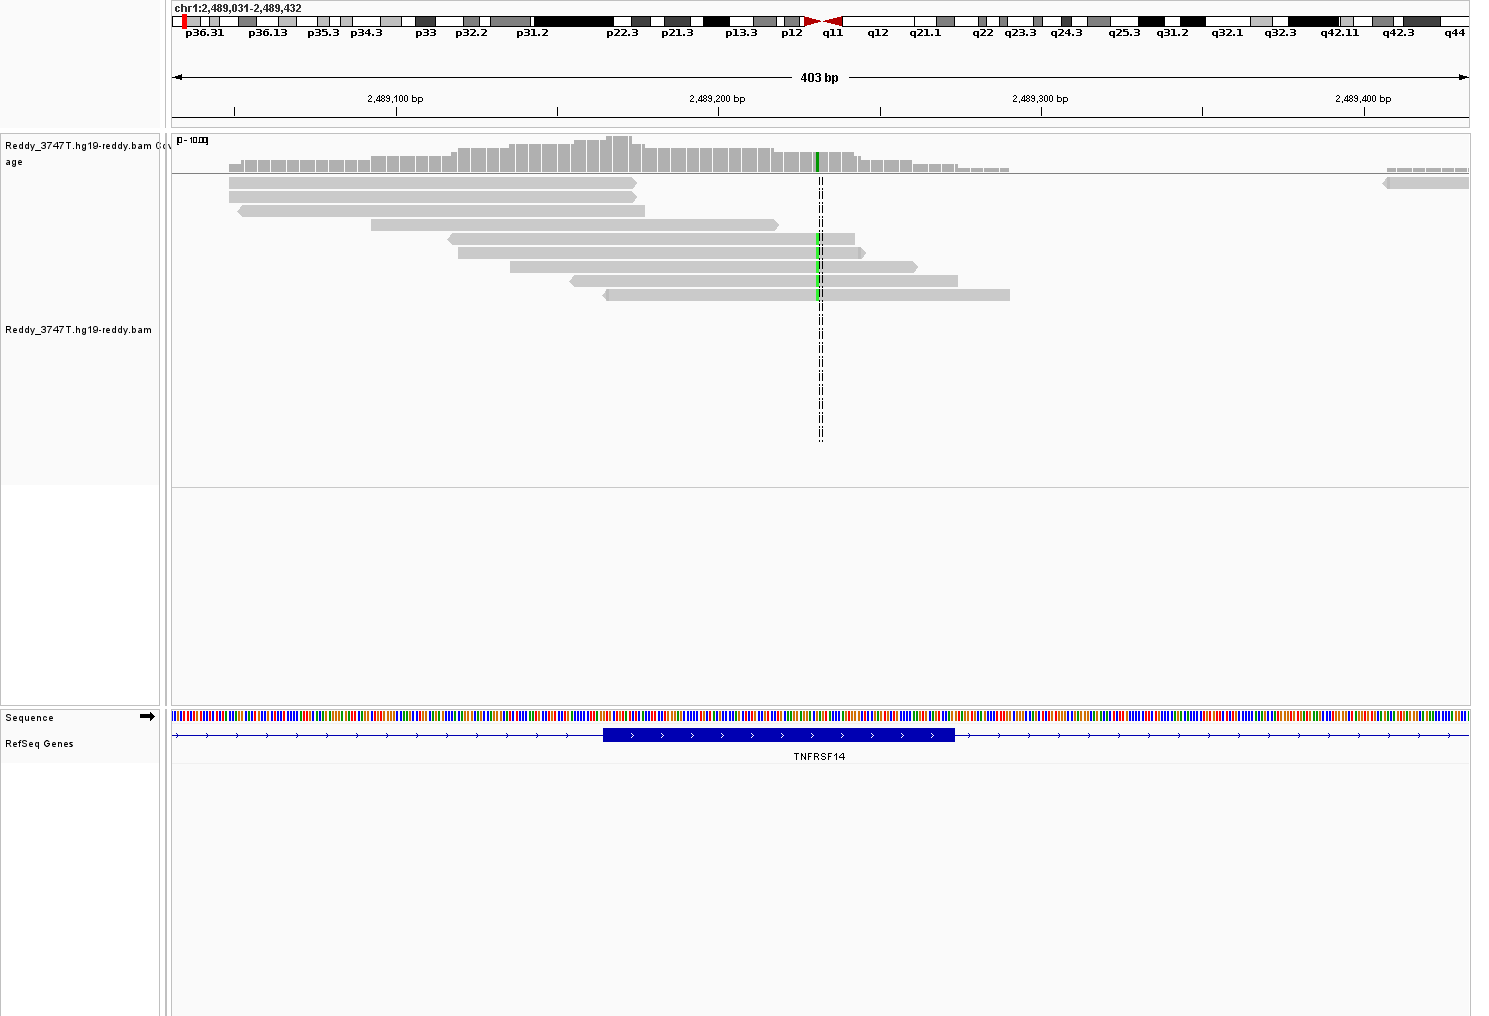 chr1:2,489,031-2,489,432
p36.31 p36.13 p35.3 p34.3 p33 p32.2 p31.2 p22.3 p21.3 p13.3 p12 q11 q12 q21.1 q22 q23.3 q24.3 q25.3 q31.2 q32.1 q32.3 q42.11 q42.3 q44
403 bp
2,489,100 bp 2,489,200 bp 2,489,300 bp 2,489,400 bp
Reddy_3747T.hg19-reddy.bam Cov
age
[0 - 10.00]
Reddy_3747T.hg19-reddy.bam
Sequence
RefSeq Genes
TNFRSF14